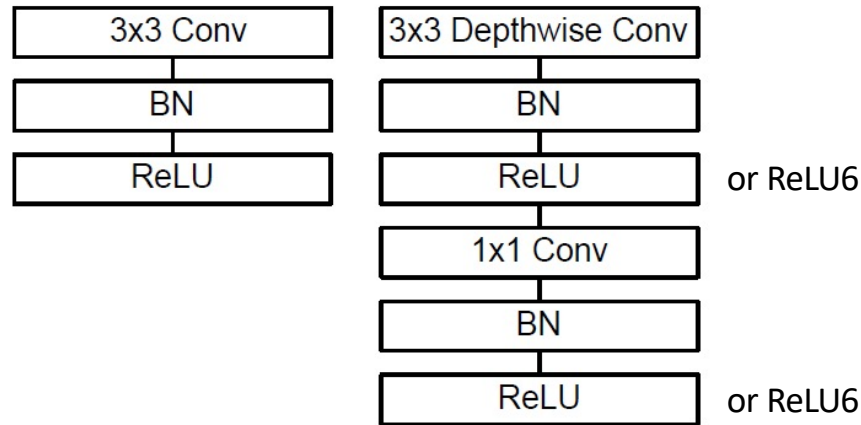 3x3 Conv
BN
ReLU
3x3 Depthwise Conv
BN
ReLU or ReLU6
1x1 Conv
BN
ReLU or ReLU6